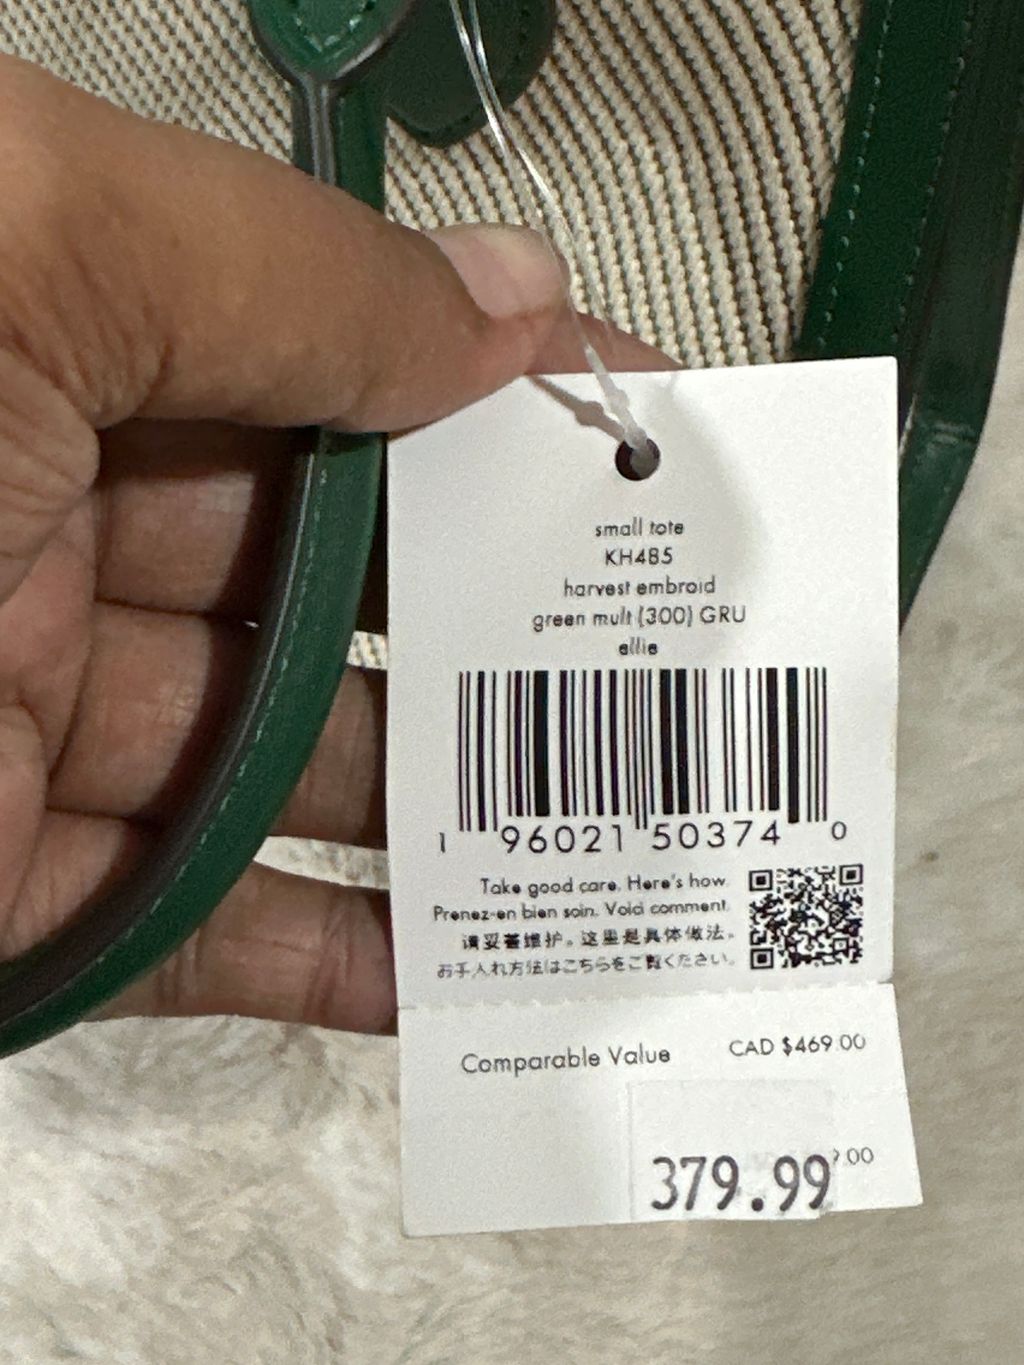 small tote
KH485
harvest embroid
green mult (300) GRU
ellie
1 96021 50374 0
Take good care. Here's how.
Prenez-en bien soin. Voici comment.
请妥善维护。这里是具体做法。
お手入れ方法はこちらをご覧ください。
Comparable Value CAD $469.00
379.99
9.00